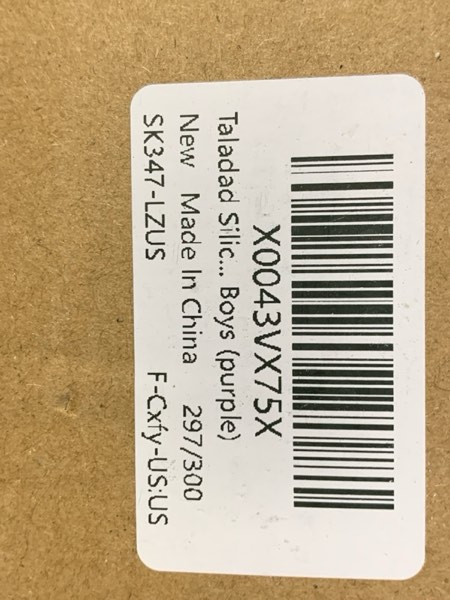 X0043VX75X
Taladad Silic... Boys (purple)
New Made In China 297/300
SK347-LZUS F-Cxfy-US:US